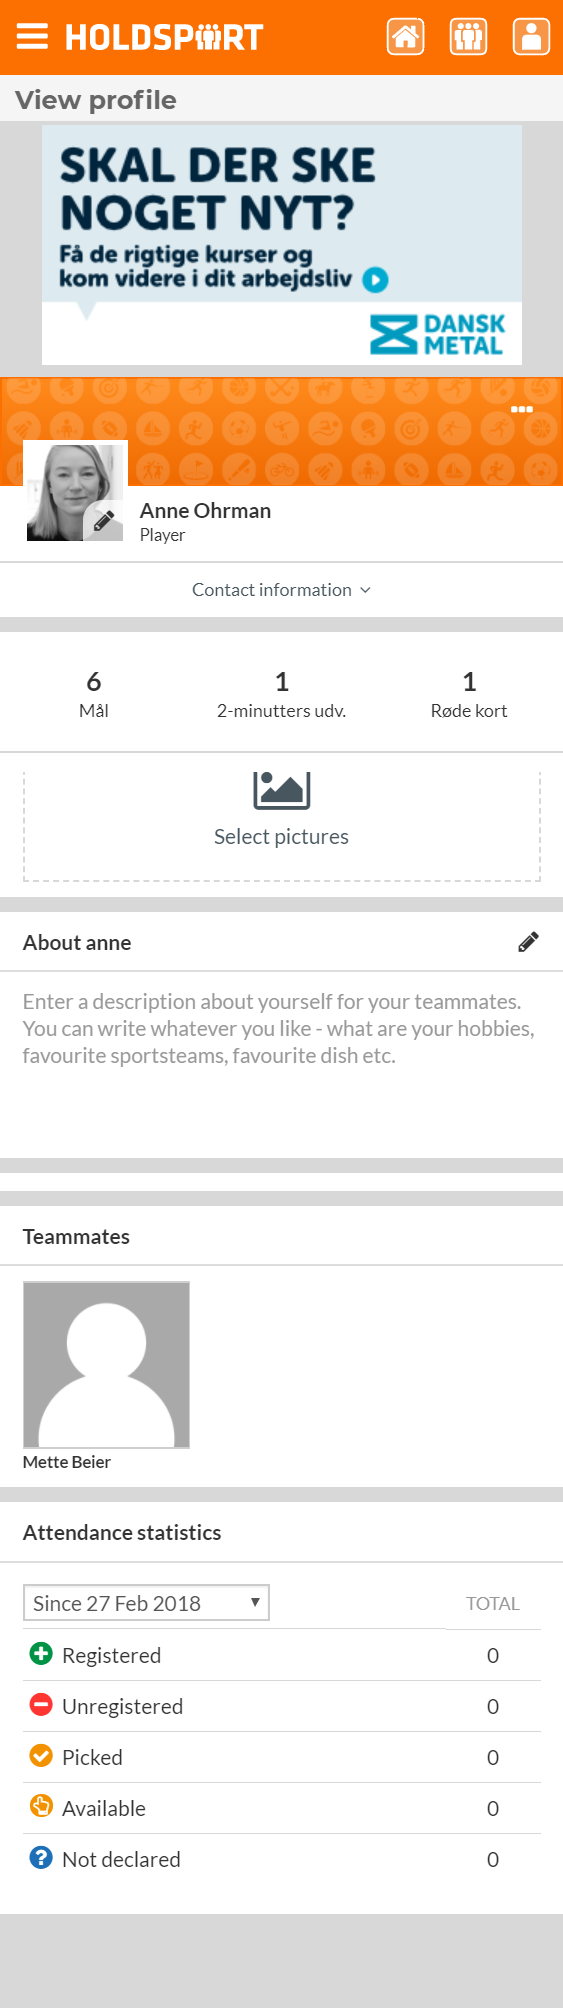 HOLDSPORT
View profile
SKAL DER SKE
NOGET NYT?
Få de rigtige kurser og
kom videre i dit arbejdsliv
DANSK
METAL
Anne Ohrman
Player
Contact information
6 1 1
Mål 2-minutters udv. Røde kort
Select pictures
About anne
Enter a description about yourself for your teammates.
You can write whatever you like - what are your hobbies,
favourite sportsteams, favourite dish etc.
Teammates
Mette Beier
Attendance statistics
Since 27 Feb 2018 TOTAL
Registered 0
Unregistered 0
Picked 0
Available 0
Not declared 0